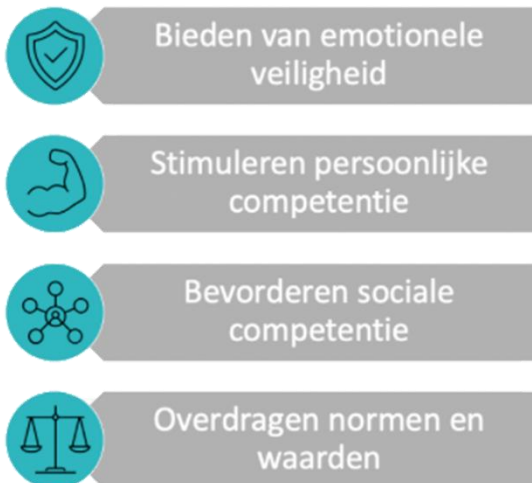 Bieden van emotionele
veiligheid
Stimuleren persoonlijke
competentie
Bevorderen sociale
competentie
Overdragen normen en
waarden